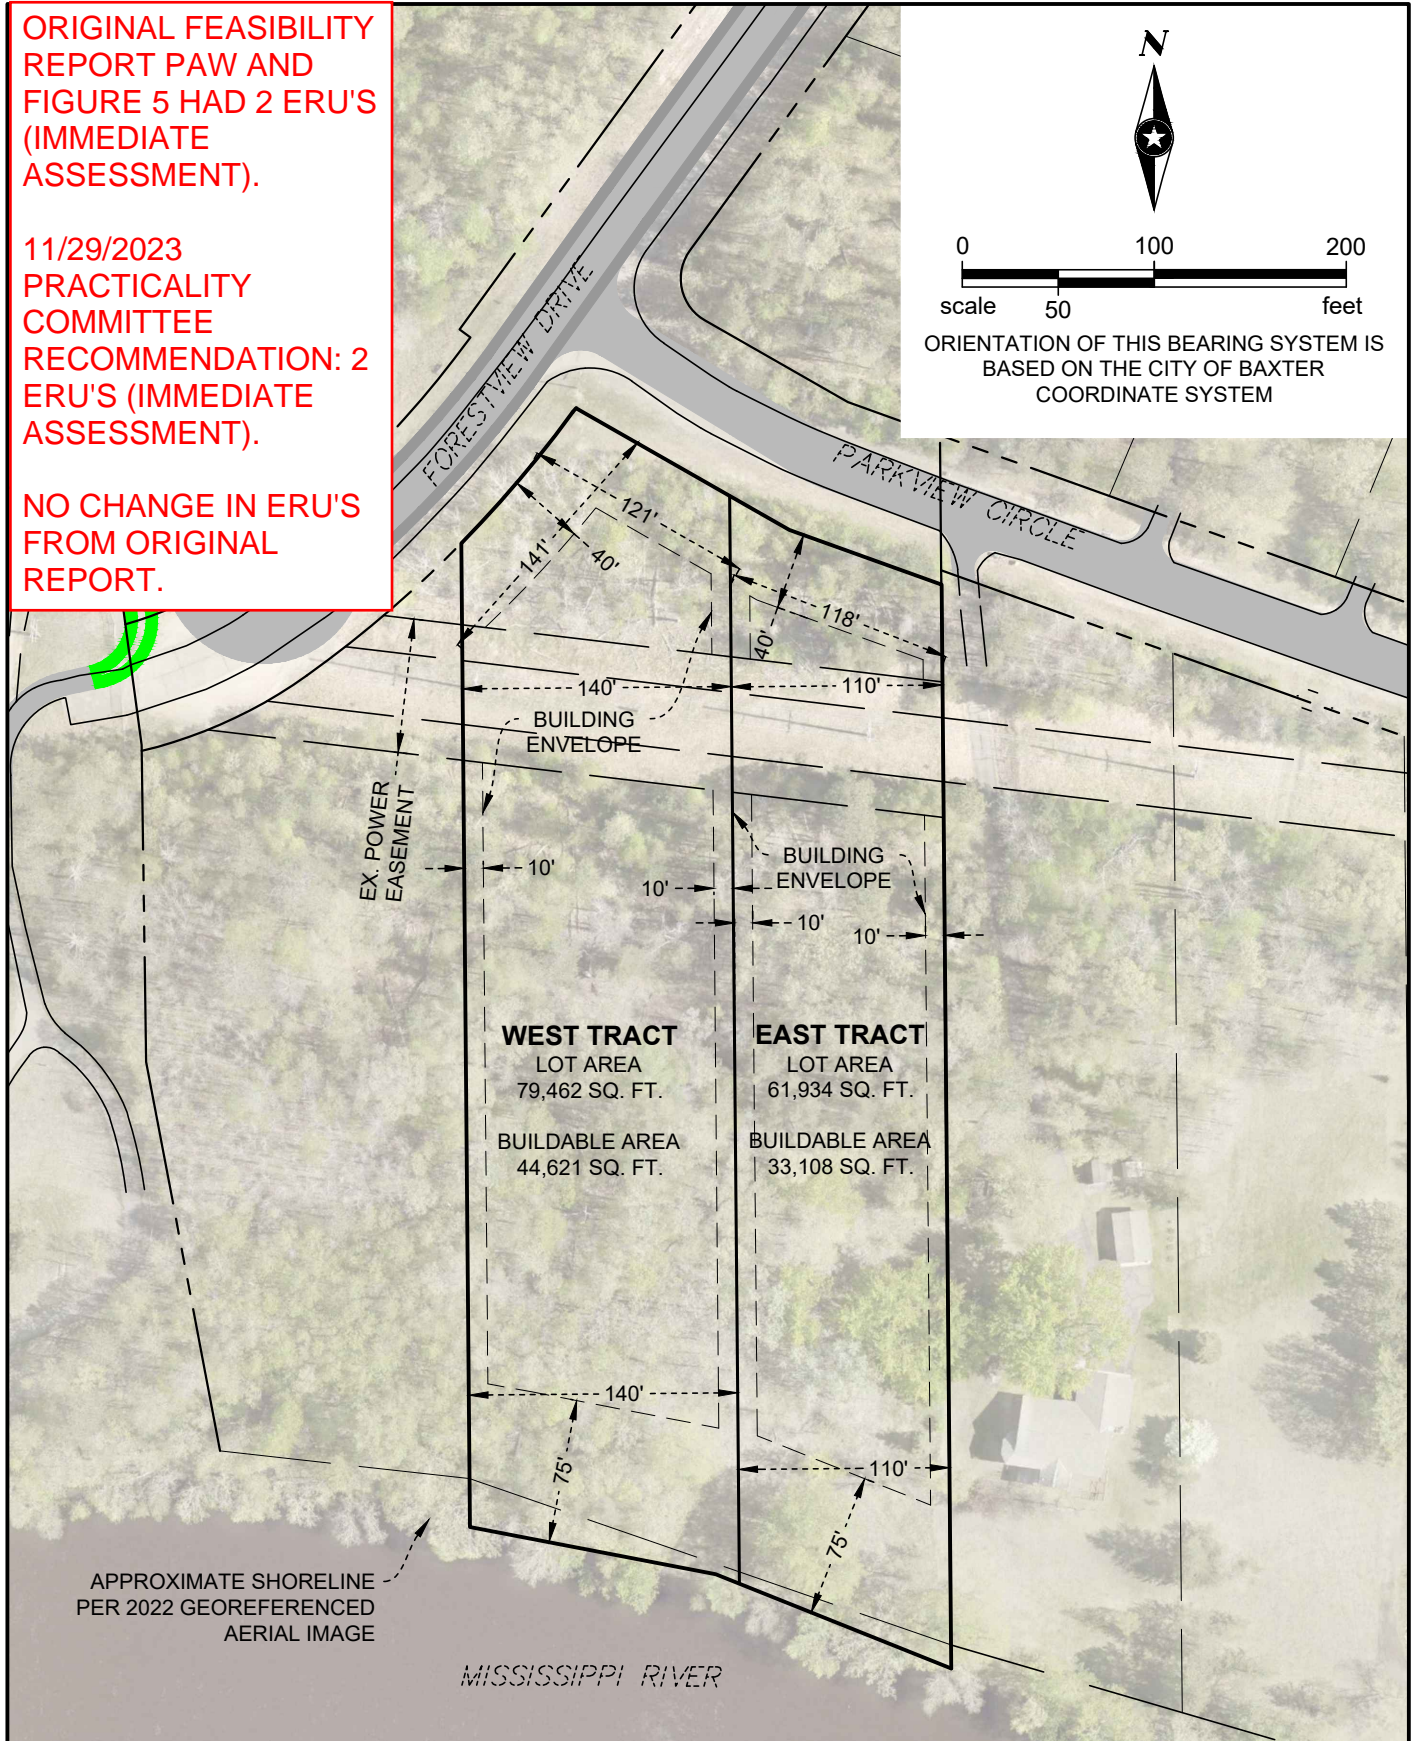 ORIGINAL FEASIBILITY
REPORT PAW AND
FIGURE 5 HAD 2 ERU'S
(IMMEDIATE
ASSESSMENT).
11/29/2023
PRACTICALITY
COMMITTEE
RECOMMENDATION: 2
ERU'S (IMMEDIATE
ASSESSMENT).
NO CHANGE IN ERU'S
FROM ORIGINAL
REPORT.
N
0 100 200
scale 50 feet
ORIENTATION OF THIS BEARING SYSTEM IS
BASED ON THE CITY OF BAXTER
COORDINATE SYSTEM
FORESTVIEW DRIVE
PARKVIEW CIRCLE
121'
141'
40'
118'
40'
140'
110'
BUILDING
ENVELOPE
EX. POWER
EASEMENT
BUILDING
ENVELOPE
10'
10'
10'
10'
WEST TRACT
LOT AREA
79,462 SQ. FT.
BUILDABLE AREA
44,621 SQ. FT.
EAST TRACT
LOT AREA
61,934 SQ. FT.
BUILDABLE AREA
33,108 SQ. FT.
140'
110'
75'
75'
APPROXIMATE SHORELINE
PER 2022 GEOREFERENCED
AERIAL IMAGE
MISSISSIPPI RIVER